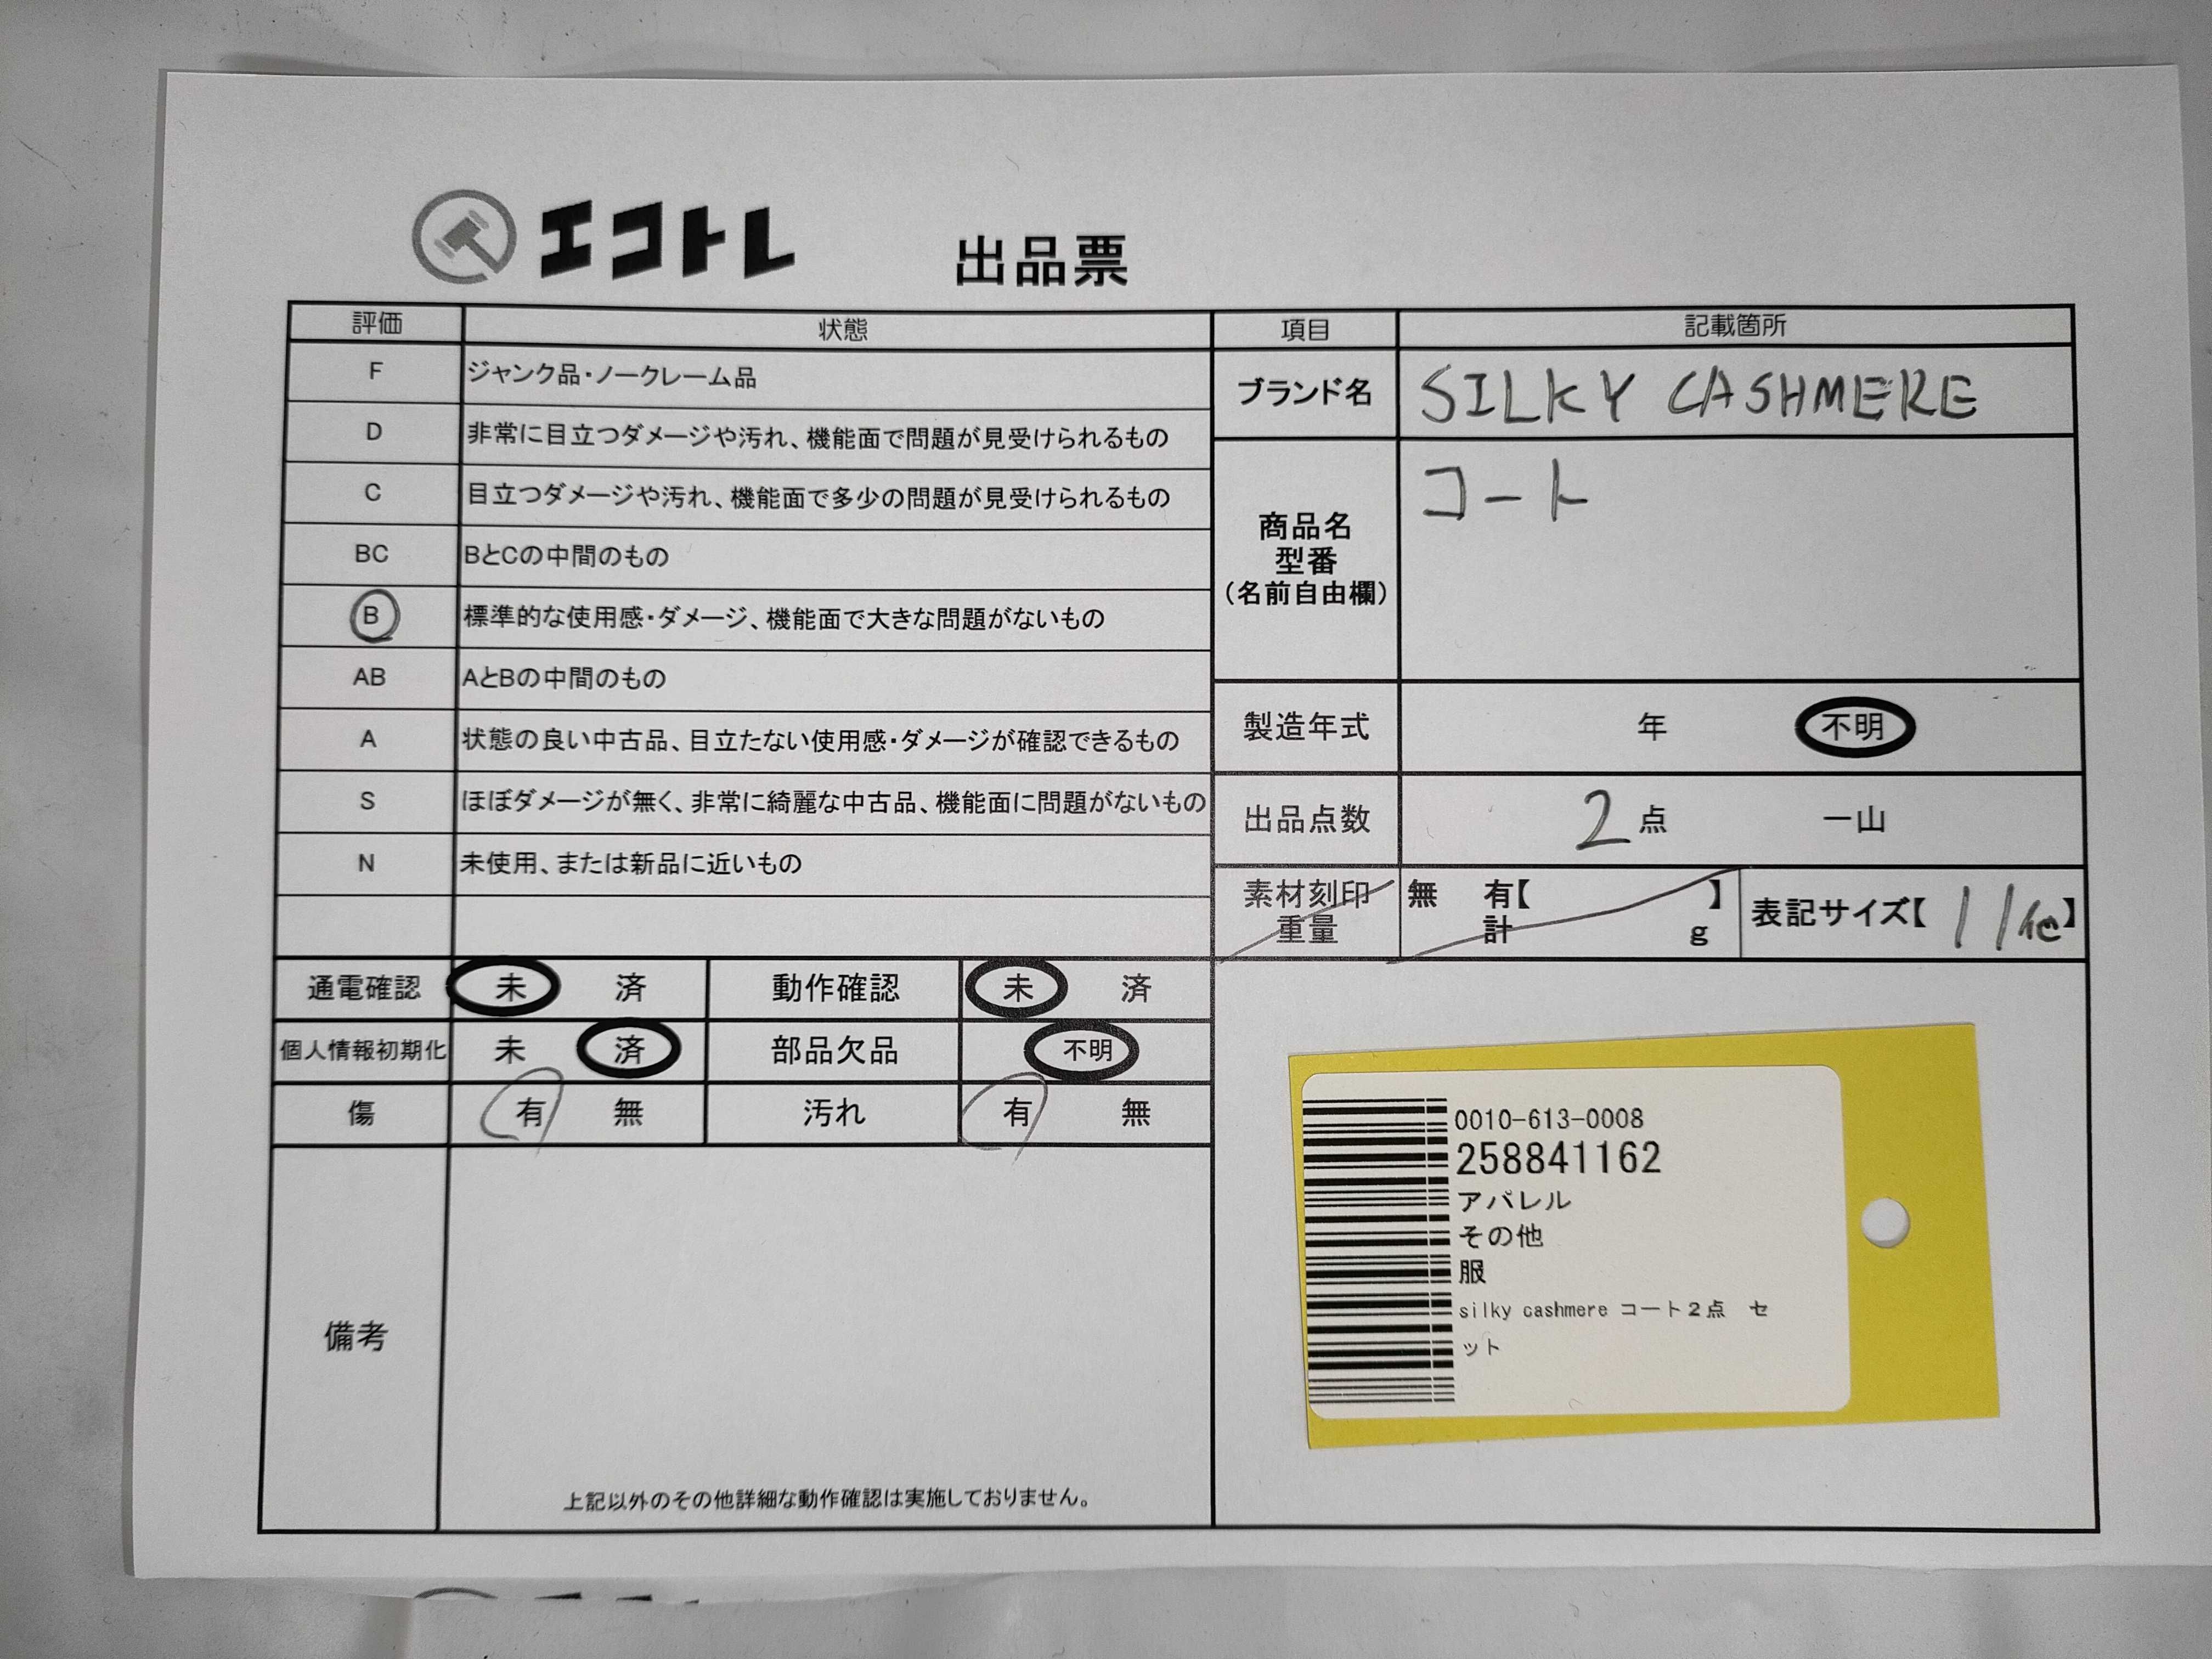 エコトレ 出品票
評価 状態
F ジャンク品・ノークレーム品
D 非常に目立つダメージや汚れ、機能面で問題が見受けられるもの
C 目立つダメージや汚れ、機能面で多少の問題が見受けられるもの
BC BとCの中間のもの
B 標準的な使用感・ダメージ、機能面で大きな問題がないもの
AB AとBの中間のもの
A 状態の良い中古品、目立たない使用感・ダメージが確認できるもの
S ほぼダメージが無く、非常に綺麗な中古品、機能面に問題がないもの
N 未使用、または新品に近いもの
通電確認 未 済 動作確認 未 済
個人情報初期化 未 済 部品欠品 不明
傷 有 無 汚れ 有 無
備考
上記以外のその他詳細な動作確認は実施しておりません。
項目 記載箇所
ブランド名 SILKY CASHMERE
商品名
型番
(名前自由欄)
コート
製造年式 年 不明
出品点数 2 点 一山
素材刻印 無 有【 】
重量 計 g
表記サイズ【 11他】
0010-613-0008
258841162
アパレル
その他
服
silky cashmere コート2点 セ
ット